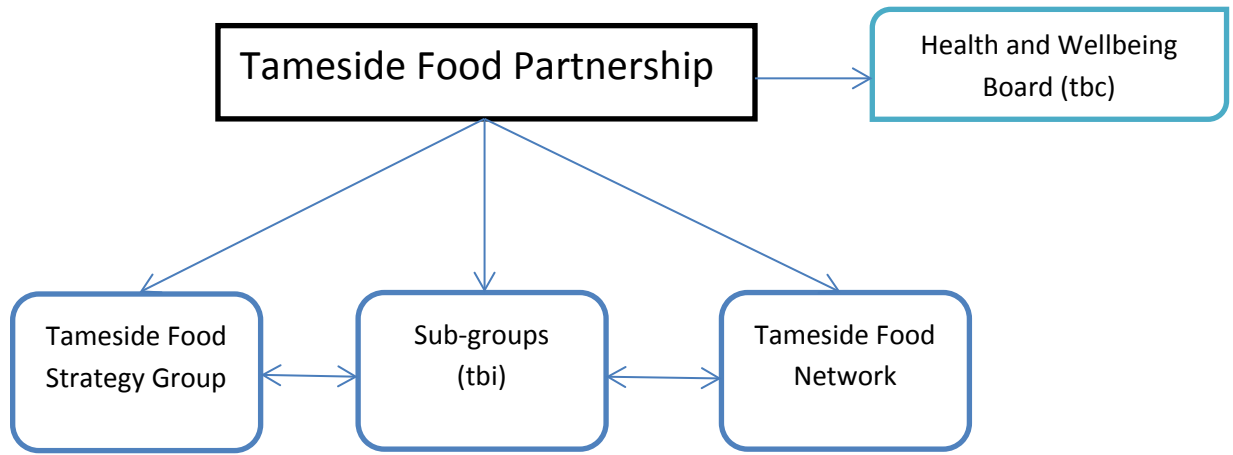 Tameside Food Partnership
Health and Wellbeing
Board (tbc)
Tameside Food
Strategy Group
Sub-groups
(tbi)
Tameside Food
Network